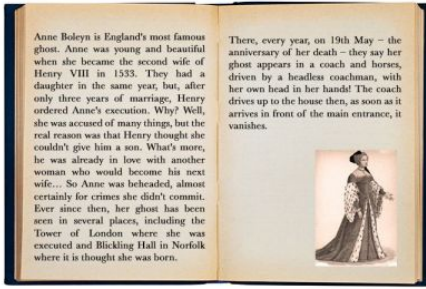 Anne Boleyn is England's most famous
ghost. Anne was young and beautiful
when she became the second wife of
Henry VIII in 1533. They had a
daughter in the same year, but, after
only three years of marriage, Henry
ordered Anne's execution. Why? Well,
she was accused of many things, but the
real reason was that Henry thought she
couldn't give him a son. What's more,
he was already in love with another
woman who would become his next
wife... So Anne was beheaded, almost
certainly for crimes she didn't commit.
Ever since then, her ghost has been
seen in several places, including the
Tower of London where she was
executed and Blickling Hall in Norfolk
where it is thought she was born.
There, every year, on 19th May – the
anniversary of her death – they say her
ghost appears in a coach and horses,
driven by a headless coachman, with
her own head in her hands! The coach
drives up to the house then, as soon as it
arrives in front of the main entrance, it
vanishes.